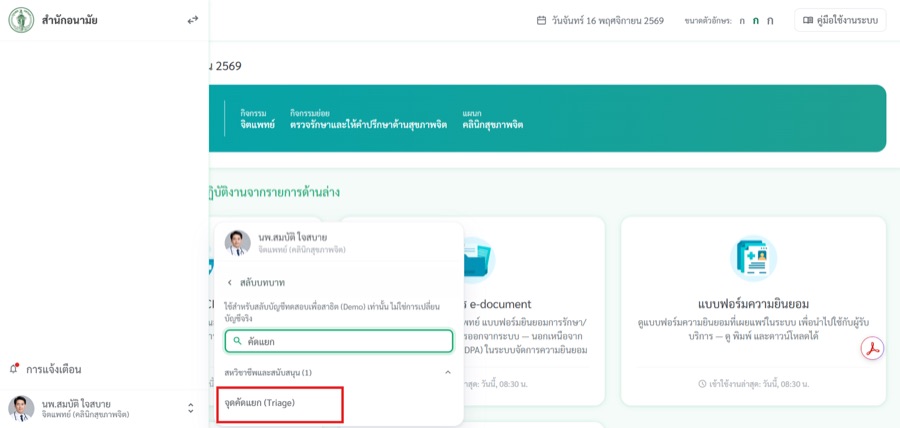 สำนักอนามัย
วันจันทร์ 16 พฤศจิกายน 2569
ขนาดตัวอักษร: ก ก ก
คู่มือใช้งานระบบ
2569
กิจกรรม
จิตแพทย์
กิจกรรมย่อย
ตรวจรักษาและให้คำปรึกษาด้านสุขภาพจิต
แผนก
คลินิกสุขภาพจิต
ฏิบัติงานจากรายการด้านล่าง
นพ.สมบัติ ใจสบาย
จิตแพทย์ (คลินิกสุขภาพจิต)
สลับบทบาท
ใช้สำหรับสลับบัญชีทดสอบเพื่อสาธิต (Demo) เท่านั้น ไม่ใช่การเปลี่ยน
บัญชีจริง
คัดแยก
สหวิชาชีพและสนับสนุน (1)
จุดคัดแยก (Triage)
e-document
ทย์ แบบฟอร์มยินยอมการรักษา/
ารออกจากระบบ — นอกเหนือจาก
DPA) ในระบบจัดการความยินยอม
าสุด: วันนี้, 08:30 น.
แบบฟอร์มความยินยอม
ดูแบบฟอร์มความยินยอมที่เผยแพร่ในระบบ เพื่อนำไปใช้กับผู้รับ
บริการ — ดู พิมพ์ และดาวน์โหลดได้
เข้าใช้งานล่าสุด: วันนี้, 08:30 น.
การแจ้งเตือน
นพ.สมบัติ ใจสบาย
จิตแพทย์ (คลินิกสุขภาพจิต)